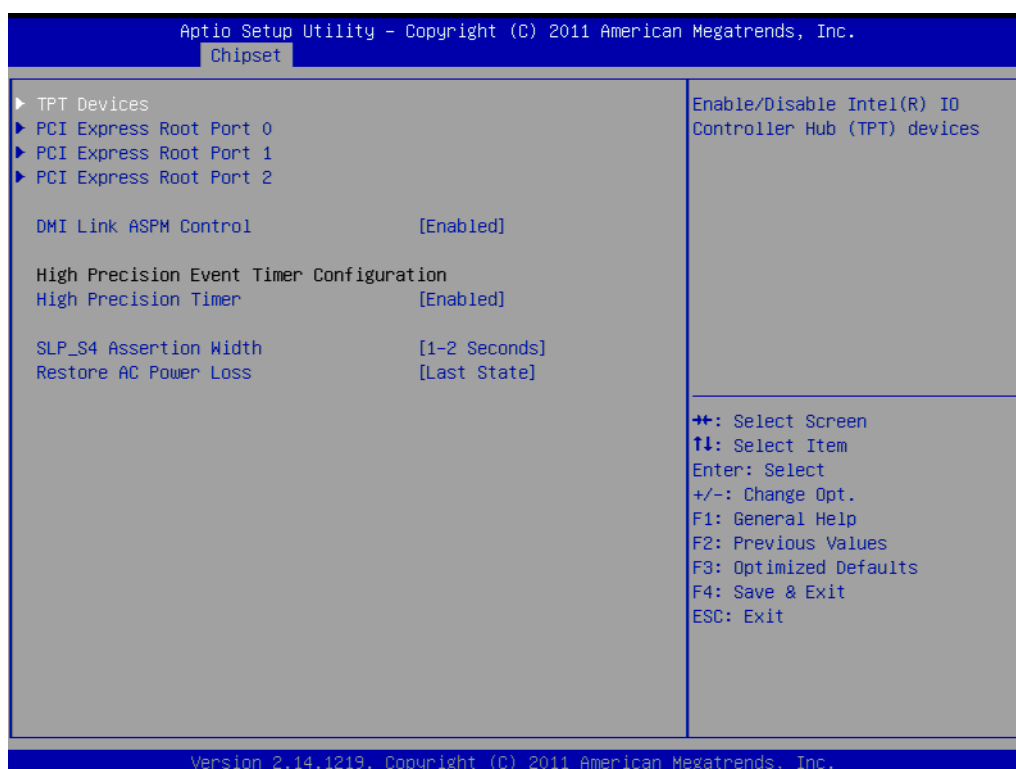 Aptio Setup Utility – Copyright (C) 2011 American Megatrends, Inc.
Chipset
TPT Devices
PCI Express Root Port 0
PCI Express Root Port 1
PCI Express Root Port 2
DMI Link ASPM Control [Enabled]
High Precision Event Timer Configuration
High Precision Timer [Enabled]
SLP_S4 Assertion Width [1-2 Seconds]
Restore AC Power Loss [Last State]
Enable/Disable Intel(R) IO
Controller Hub (TPT) devices
→←: Select Screen
↑↓: Select Item
Enter: Select
+/-: Change Opt.
F1: General Help
F2: Previous Values
F3: Optimized Defaults
F4: Save & Exit
ESC: Exit
Version 2.14.1219. Copyright (C) 2011 American Megatrends, Inc.